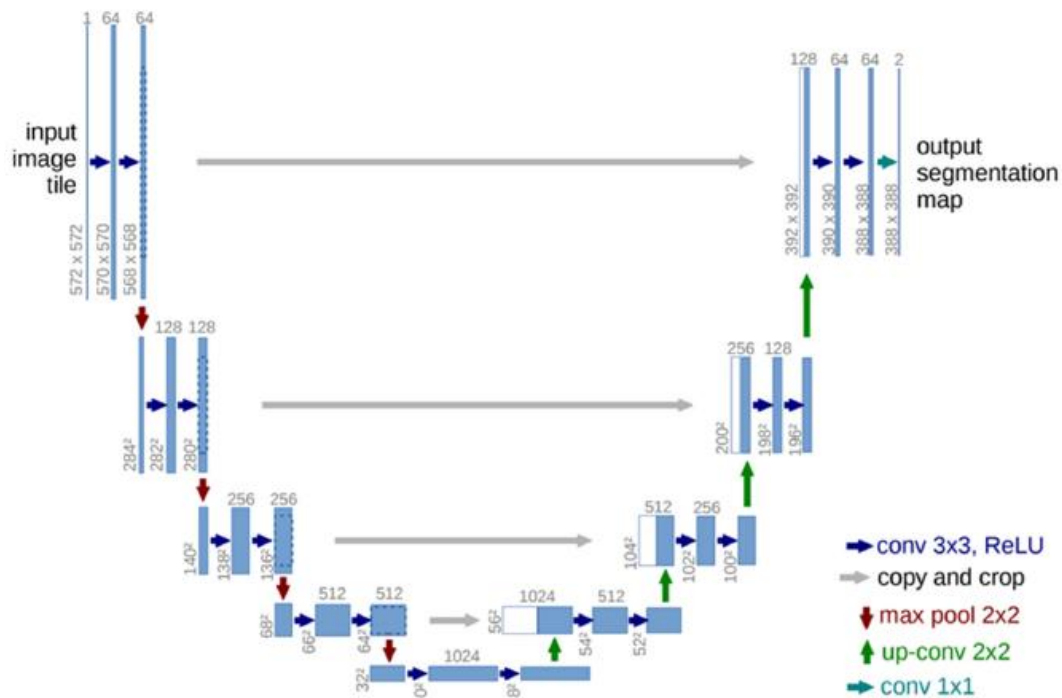 1 64 64
128 64 64 2
input
image
tile
output
segmentation
map
572 x 572
570 x 570
568 x 568
392 x 392
390 x 390
388 x 388
388 x 388
128 128
256 128
284²
282²
280²
200²
198²
196²
256 256
512 256
140²
138²
136²
104²
102²
100²
512 512
1024 512
68²
66²
64²
56²
54²
52²
1024
32²
0²
8²
conv 3x3, ReLU
copy and crop
max pool 2x2
up-conv 2x2
conv 1x1